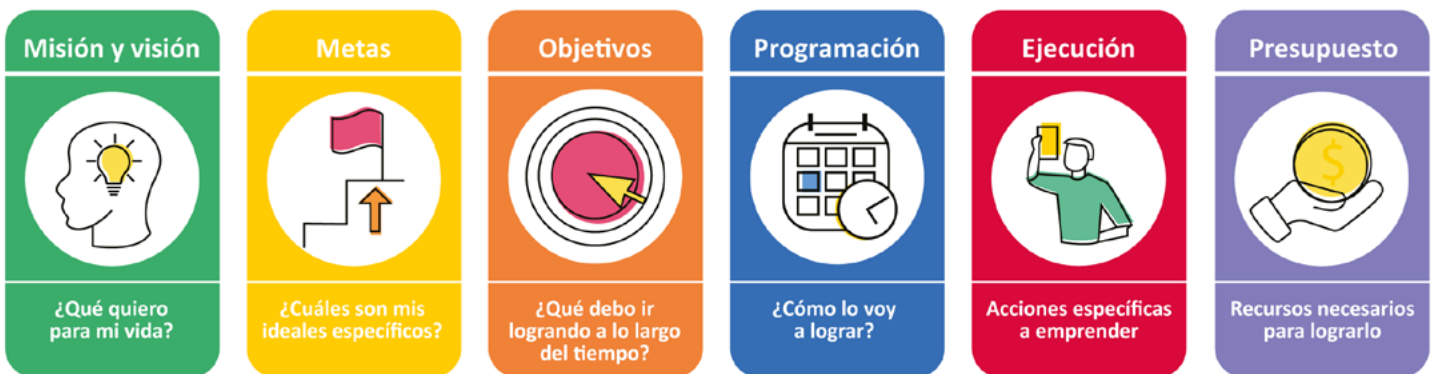 Misión y visión
¿Qué quiero
para mi vida?
Metas
¿Cuáles son mis
ideales específicos?
Objetivos
¿Qué debo ir
logrando a lo largo
del tiempo?
Programación
¿Cómo lo voy
a lograr?
Ejecución
Acciones específicas
a emprender
Presupuesto
$
Recursos necesarios
para lograrlo